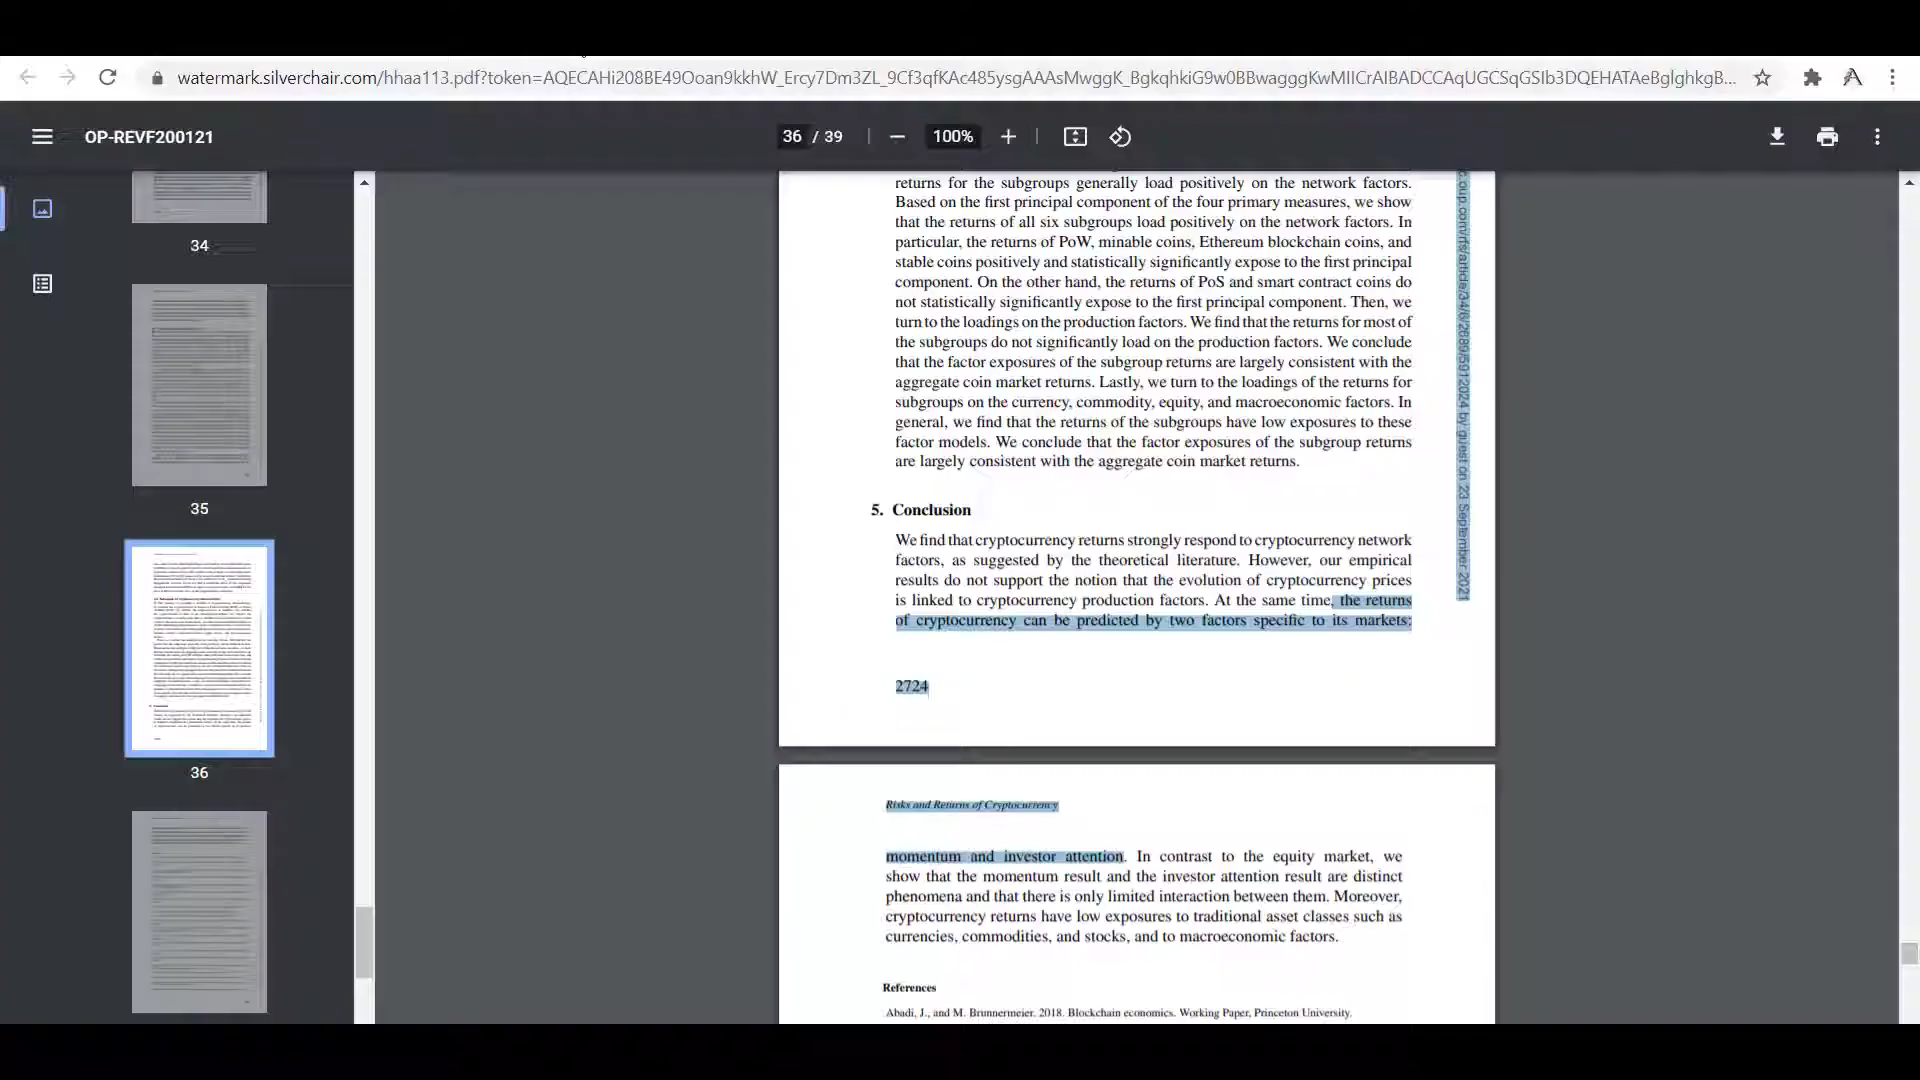 watermark.silverchair.com/hhaa113.pdf?token=AQECAHi208BE49Ooan9kkhW_Ercy7Dm3ZL_9Cf3qfKAc485ysgAAAsMwggK_BgkqhkiG9w0BBwagggKwMIICrAIBADCCAqUGCSqGSIb3DQEHATAeBglghkgB...
OP-REVF200121
36 / 39
100%
34
35
36
returns for the subgroups generally load positively on the network factors.
Based on the first principal component of the four primary measures, we show
that the returns of all six subgroups load positively on the network factors. In
particular, the returns of PoW, minable coins, Ethereum blockchain coins, and
stable coins positively and statistically significantly expose to the first principal
component. On the other hand, the returns of PoS and smart contract coins do
not statistically significantly expose to the first principal component. Then, we
turn to the loadings on the production factors. We find that the returns for most of
the subgroups do not significantly load on the production factors. We conclude
that the factor exposures of the subgroup returns are largely consistent with the
aggregate coin market returns. Lastly, we turn to the loadings of the returns for
subgroups on the currency, commodity, equity, and macroeconomic factors. In
general, we find that the returns of the subgroups have low exposures to these
factor models. We conclude that the factor exposures of the subgroup returns
are largely consistent with the aggregate coin market returns.
5. Conclusion
We find that cryptocurrency returns strongly respond to cryptocurrency network
factors, as suggested by the theoretical literature. However, our empirical
results do not support the notion that the evolution of cryptocurrency prices
is linked to cryptocurrency production factors. At the same time, the returns
of cryptocurrency can be predicted by two factors specific to its markets:
2724
c.oup.com/rfs/article/34/6/2689/5912024 by guest on 23 September 2021
Risks and Returns of Cryptocurrency
momentum and investor attention. In contrast to the equity market, we
show that the momentum result and the investor attention result are distinct
phenomena and that there is only limited interaction between them. Moreover,
cryptocurrency returns have low exposures to traditional asset classes such as
currencies, commodities, and stocks, and to macroeconomic factors.
References
Abadi, J., and M. Brunnermeier. 2018. Blockchain economics. Working Paper, Princeton University.